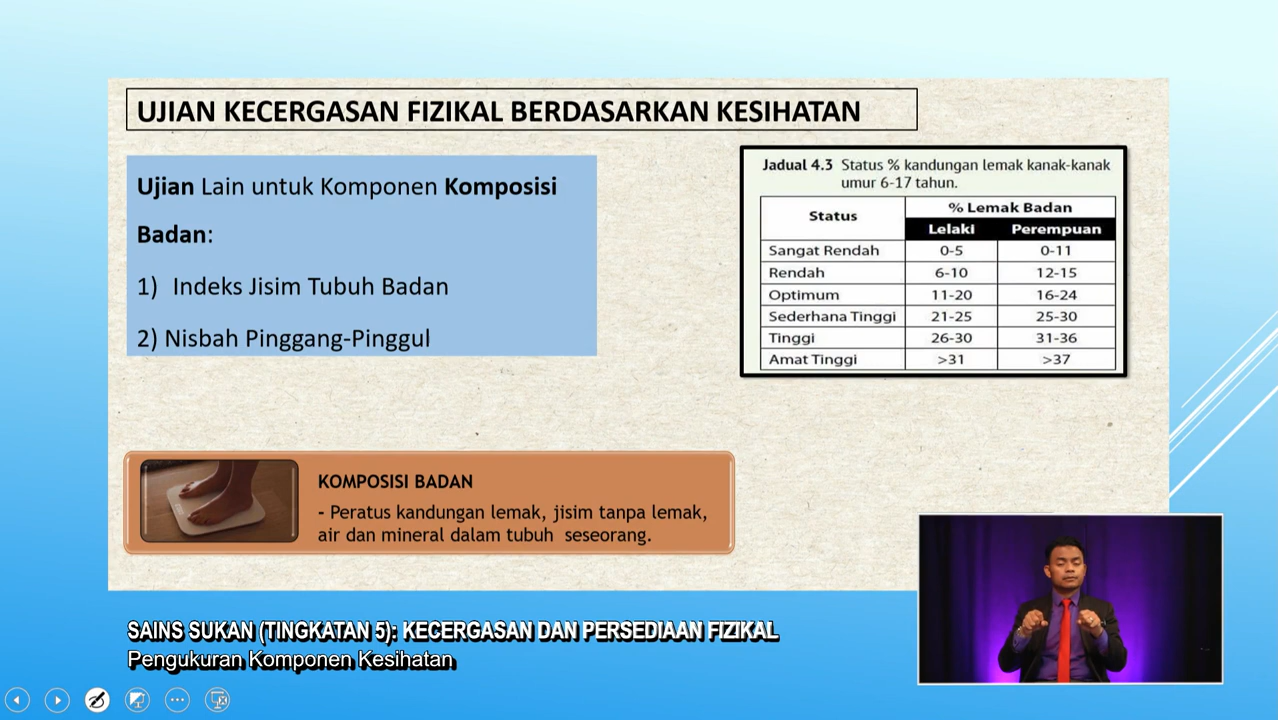 UJIAN KECERGASAN FIZIKAL BERDASARKAN KESIHATAN
Ujian Lain untuk Komponen Komposisi
Badan:
1) Indeks Jisim Tubuh Badan
2) Nisbah Pinggang-Pinggul
Jadual 4.3 Status % kandungan lemak kanak-kanak
umur 6-17 tahun.
Status % Lemak Badan
Lelaki Perempuan
Sangat Rendah 0-5 0-11
Rendah 6-10 12-15
Optimum 11-20 16-24
Sederhana Tinggi 21-25 25-30
Tinggi 26-30 31-36
Amat Tinggi >31 >37
KOMPOSISI BADAN
- Peratus kandungan lemak, jisim tanpa lemak,
air dan mineral dalam tubuh seseorang.
SAINS SUKAN (TINGKATAN 5): KECERGASAN DAN PERSEDIAAN FIZIKAL
Pengukuran Komponen Kesihatan